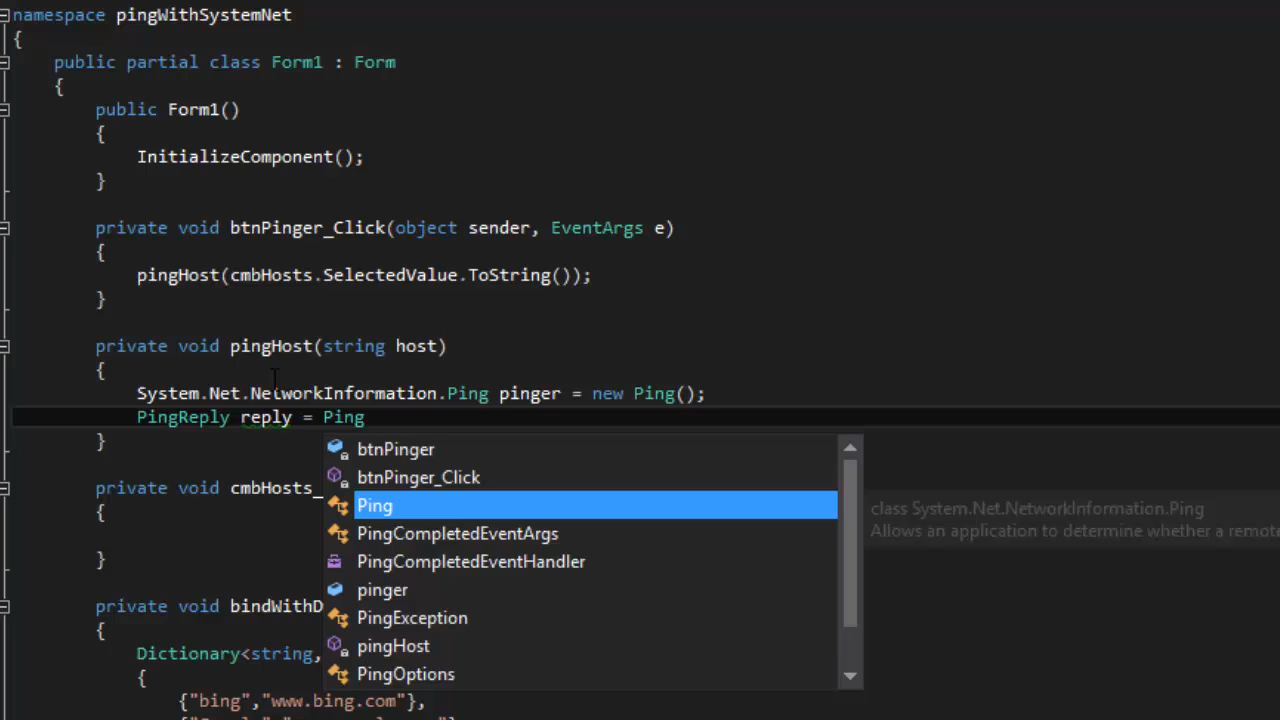 namespace pingWithSystemNet
{
public partial class Form1 : Form
{
public Form1()
{
InitializeComponent();
}
private void btnPinger_Click(object sender, EventArgs e)
{
pingHost(cmbHosts.SelectedValue.ToString());
}
private void pingHost(string host)
{
System.Net.NetworkInformation.Ping pinger = new Ping();
PingReply reply = Ping
}
btnPinger
btnPinger_Click
Ping
PingCompletedEventArgs
PingCompletedEventHandler
pinger
PingException
pingHost
PingOptions
class System.Net.NetworkInformation.Ping
Allows an application to determine whether a remote
private void cmbHosts_
{
}
private void bindWithD
{
Dictionary<string,
{
{"bing","www.bing.com"},